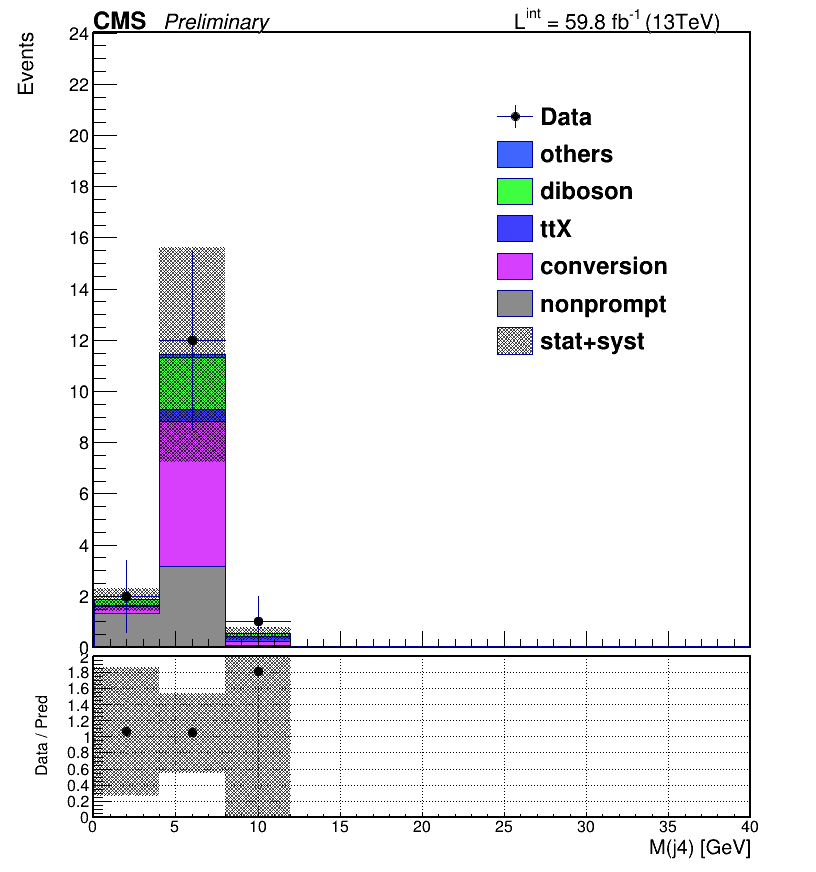 CMS Preliminary L^int = 59.8 fb^-1 (13TeV)
Events
24
22
20
18
16
14
12
10
8
6
4
2
0
Data
others
diboson
ttX
conversion
nonprompt
stat+syst
Data / Pred
2
1.8
1.6
1.4
1.2
1
0.8
0.6
0.4
0.2
0
0 5 10 15 20 25 30 35 40
M(j4) [GeV]